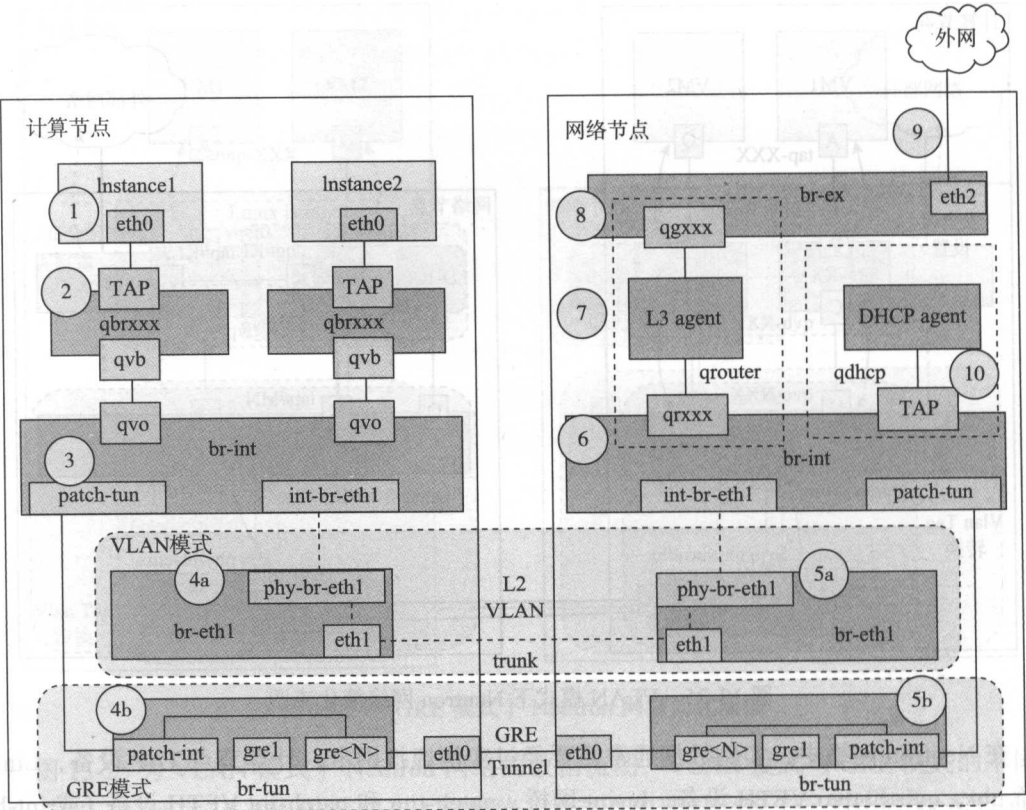 外网
计算节点
网络节点
9
Instance1
Instance2
br-ex
eth2
1
eth0
eth0
8
qgxxx
2
TAP
TAP
7
L3 agent
DHCP agent
qbrxxx
qbrxxx
qvb
qvb
qrouter
qdhcp
10
qvo
qvo
6
qrxxx
TAP
3
br-int
br-int
patch-tun
int-br-eth1
int-br-eth1
patch-tun
VLAN模式
4a
phy-br-eth1
L2
VLAN
phy-br-eth1
5a
br-eth1
eth1
eth1
br-eth1
trunk
4b
GRE
5b
patch-int
gre1
gre<N>
eth0
eth0
gre<N>
gre1
patch-int
Tunnel
GRE模式
br-tun
br-tun